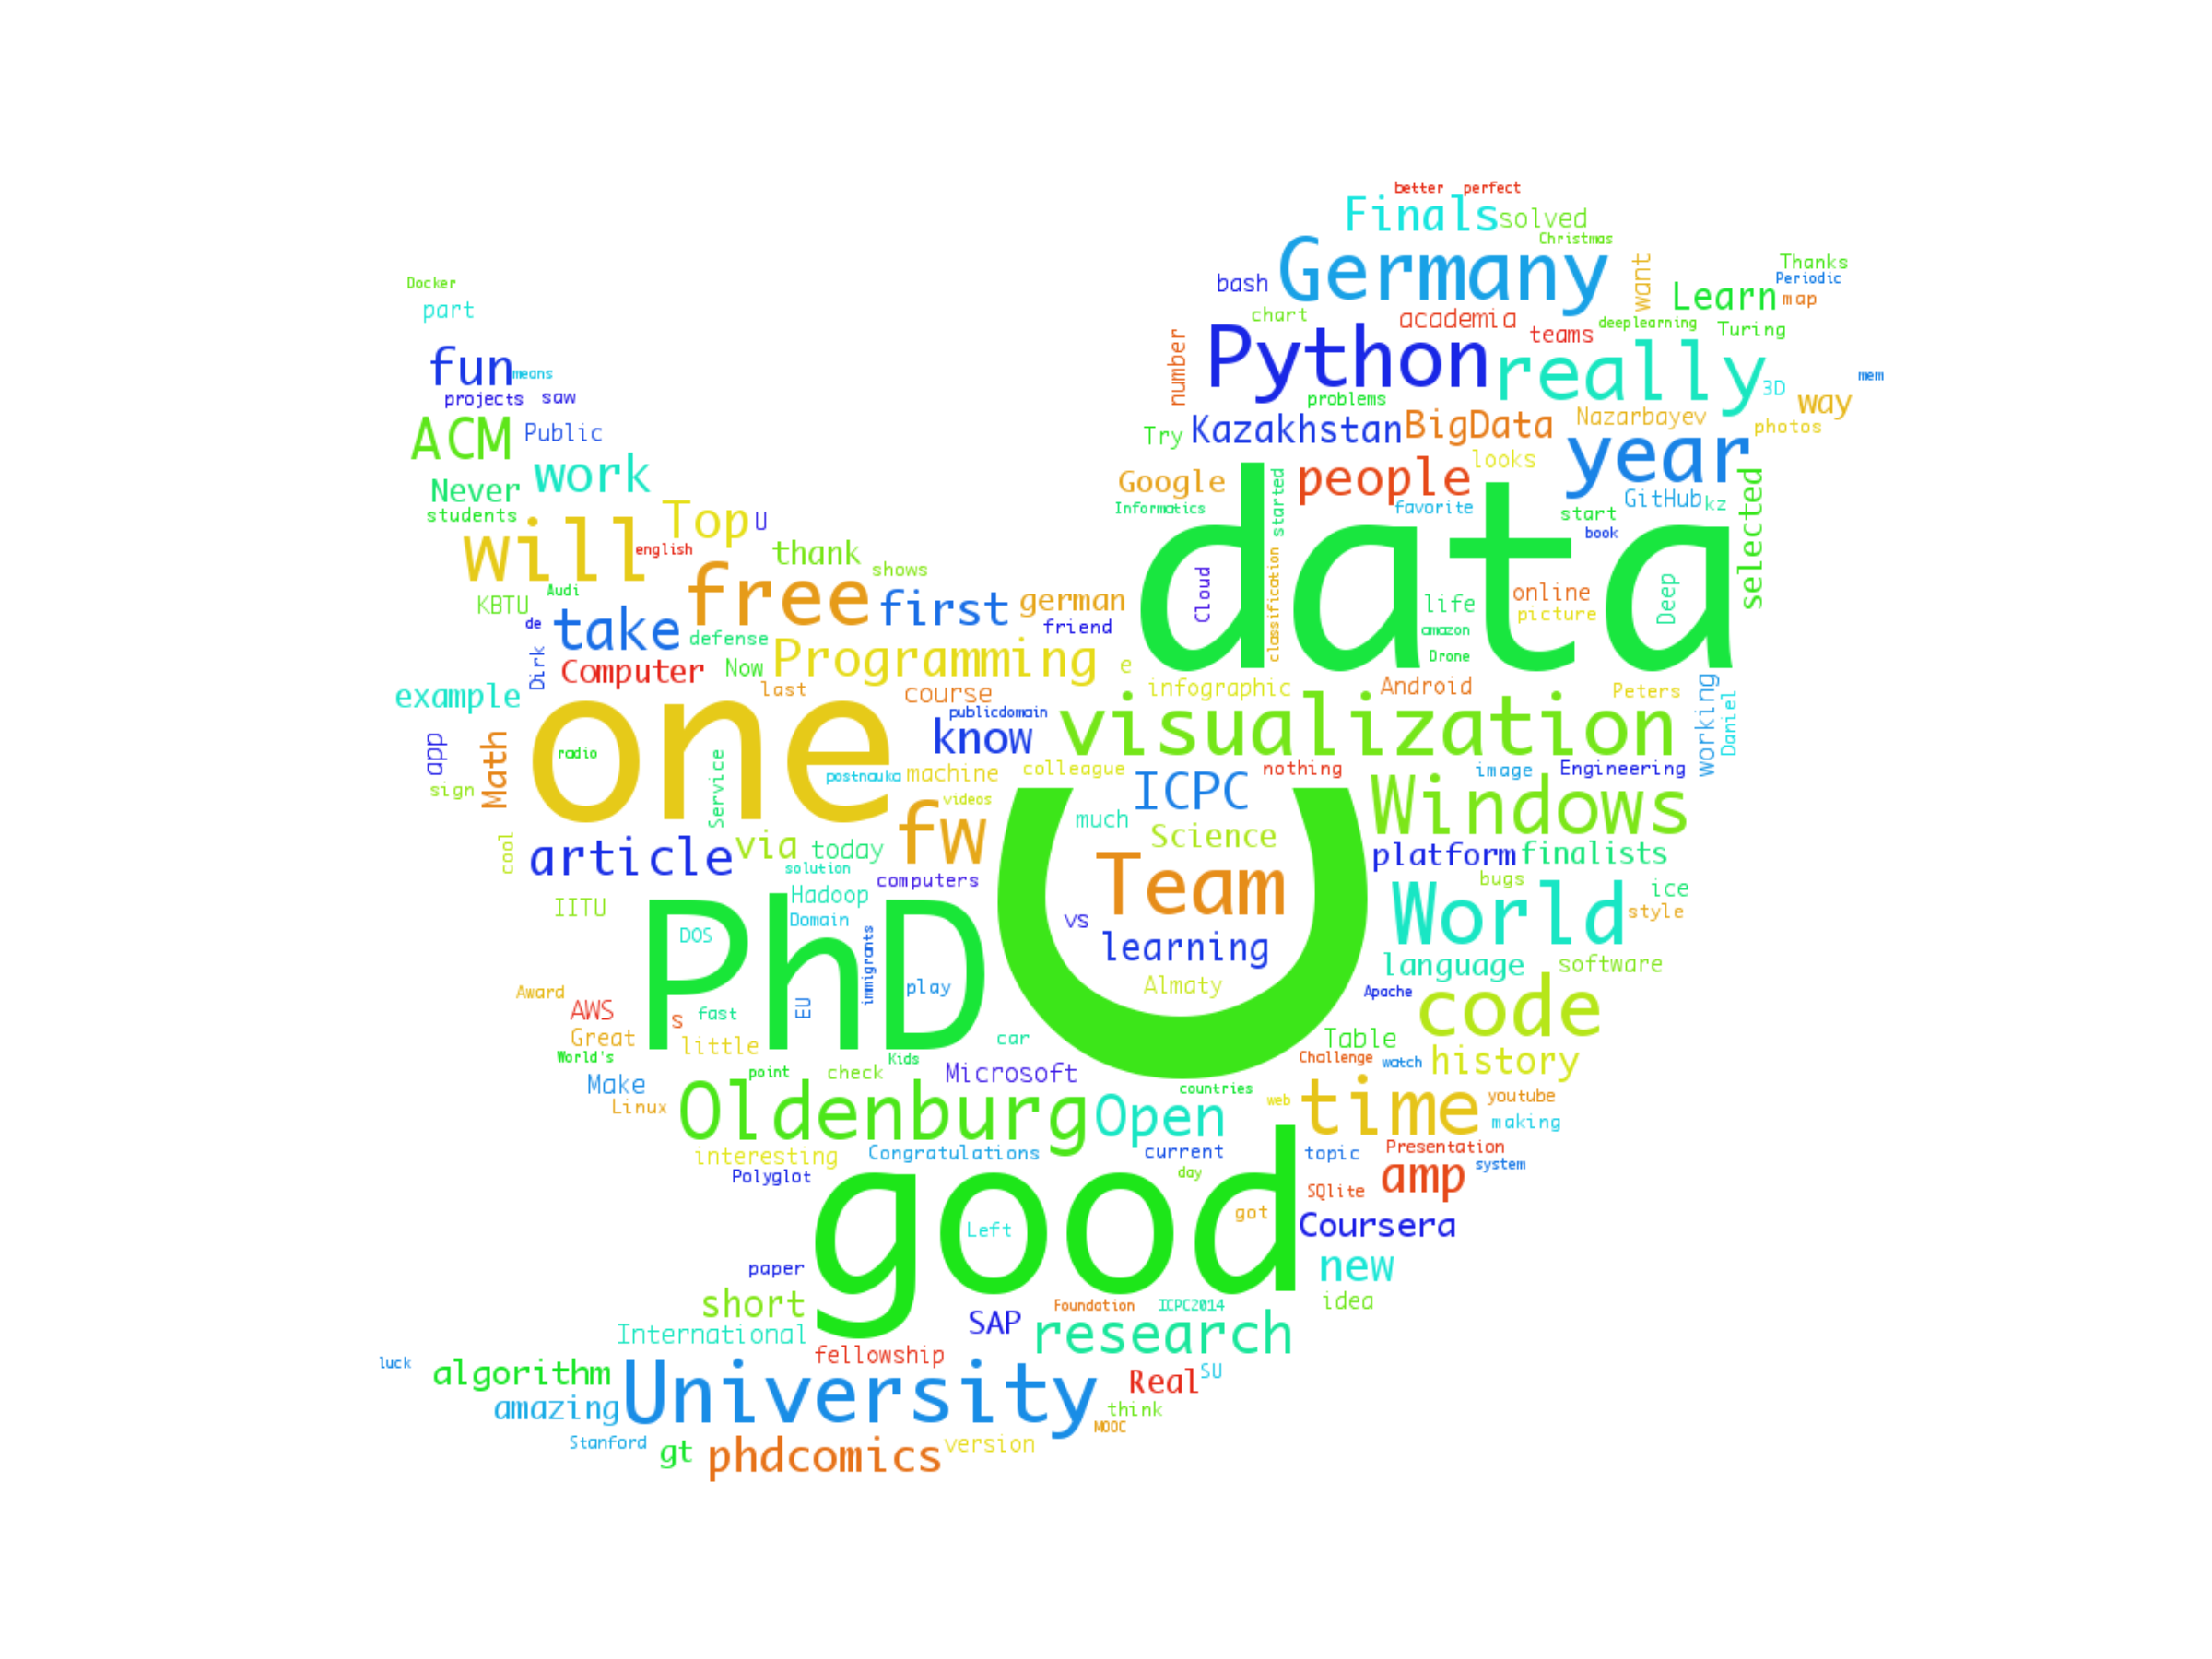 better perfect
Finals solved
Christmas
Docker
part
bash Germany want Thanks
Periodic
Learn map
chart academia teams deeplearning Turing
number Python really
fun means
projects saw
problems 3D way mem
ACM Public
Try Kazakhstan BigData Nazarbayev photos
work
Never
students
Google people looks year
Informatics started favorite GitHub kz selected
start
book
will Top U
english thank shows
data
KBTU Audi free first german
friend
Cloud classification life online picture Deep
amazon
Drone
de take defense
Dirk Computer Now Programming e
example last course infographic Android Peters
one know publicdomain visualization working Daniel
app Math radio Service
sign
postnauka machine colleague ICPC nothing image Engineering
videos
fw much Science Windows
cool article via today
solution
computers Team platform finalists
bugs
IITU PhD Hadoop
Domain
DOS
immigrants
vs learning World ice
style
U
language software
Award AWS s fast EU play Almaty Apache code
Great little car Table
World's Kids Challenge watch history
Make point check Microsoft countries
Linux Oldenburg Open web time youtube
making
interesting Congratulations current topic Presentation
Polyglot day amp system
good SQlite
Left got Coursera
paper new
short Foundation ICPC2014 idea
International SAP research
luck algorithm fellowship Real SU
amazing University think
MOOC
Stanford gt phdcomics version